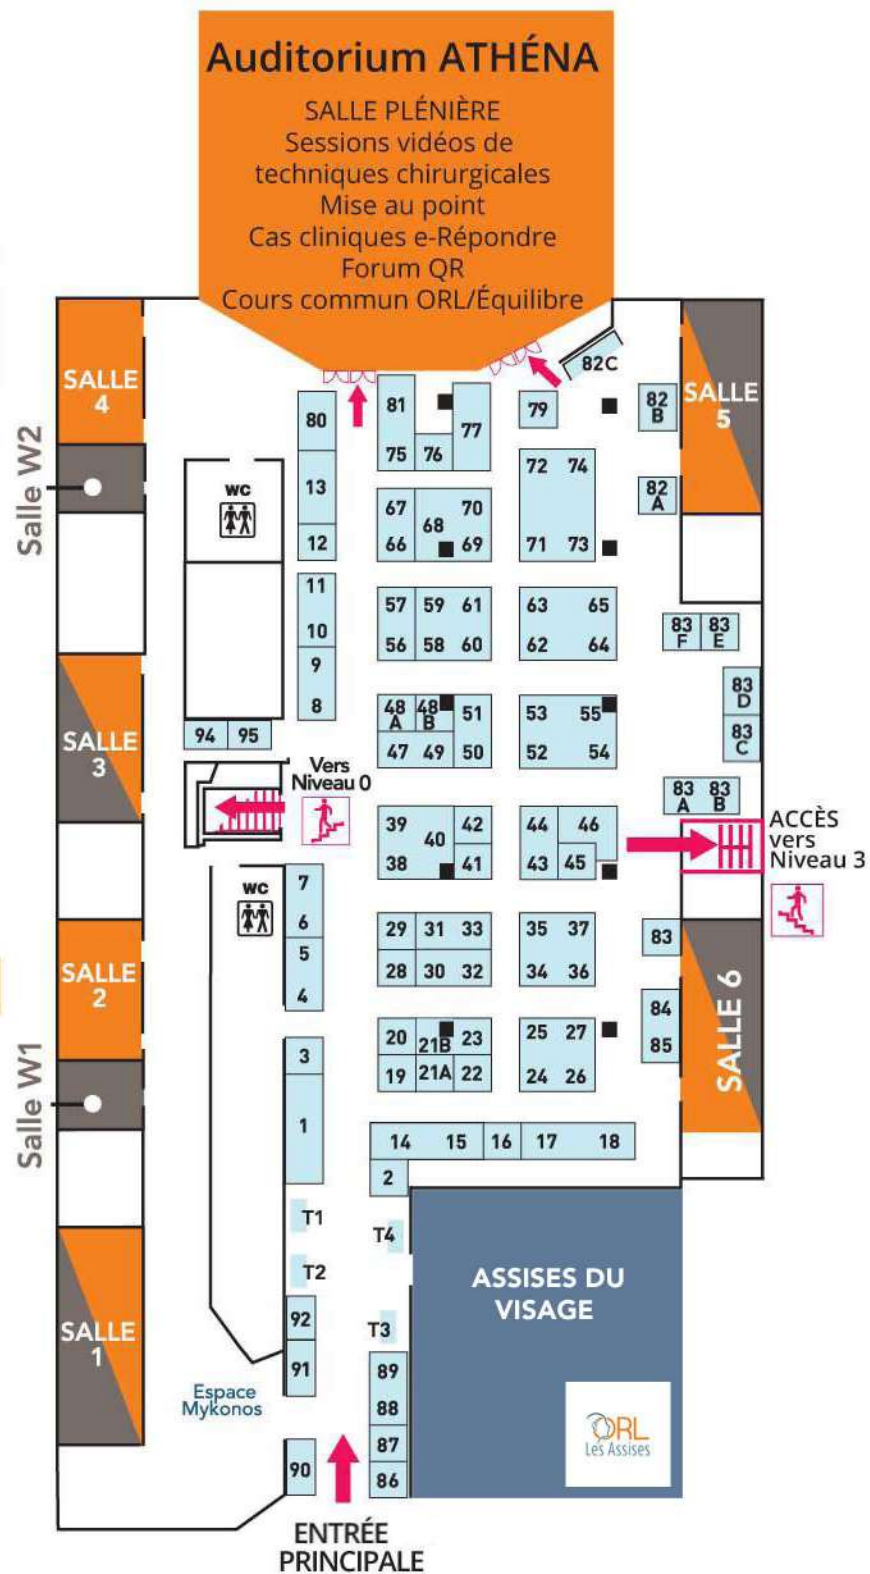 Auditorium ATHÉNA
SALLE PLÉNIÈRE
Sessions vidéos de
techniques chirurgicales
Mise au point
Cas cliniques e-Répondre
Forum QR
Cours commun ORL/Équilibre
SALLE
4
Salle W2
SALLE
3
SALLE
2
Salle W1
SALLE
1
WC
94 95
Vers
Niveau 0
WC
Espace
Mykonos
80
13
12
11
10
9
8
7
6
5
4
3
1
T1
T2
92
91
90
81
77
75 76
67 70
68
66 69
57 59 61
56 58 60
48 48 51
A B
47 49 50
39 42
40
38 41
29 31 33
28 30 32
20 21B 23
19 21A 22
14 15 16 17 18
2
T4
T3
89
88
87
86
79
72 74
71 73
63 65
62 64
53 55
52 54
44 46
43 45
35 37
34 36
25 27
24 26
82C
82
B
82
A
83 83
F E
83
D
83
C
83 83
A B
83
84
85
SALLE
5
ACCÈS
vers
Niveau 3
SALLE 6
ASSISES DU
VISAGE
ORL
Les Assises
ENTRÉE
PRINCIPALE